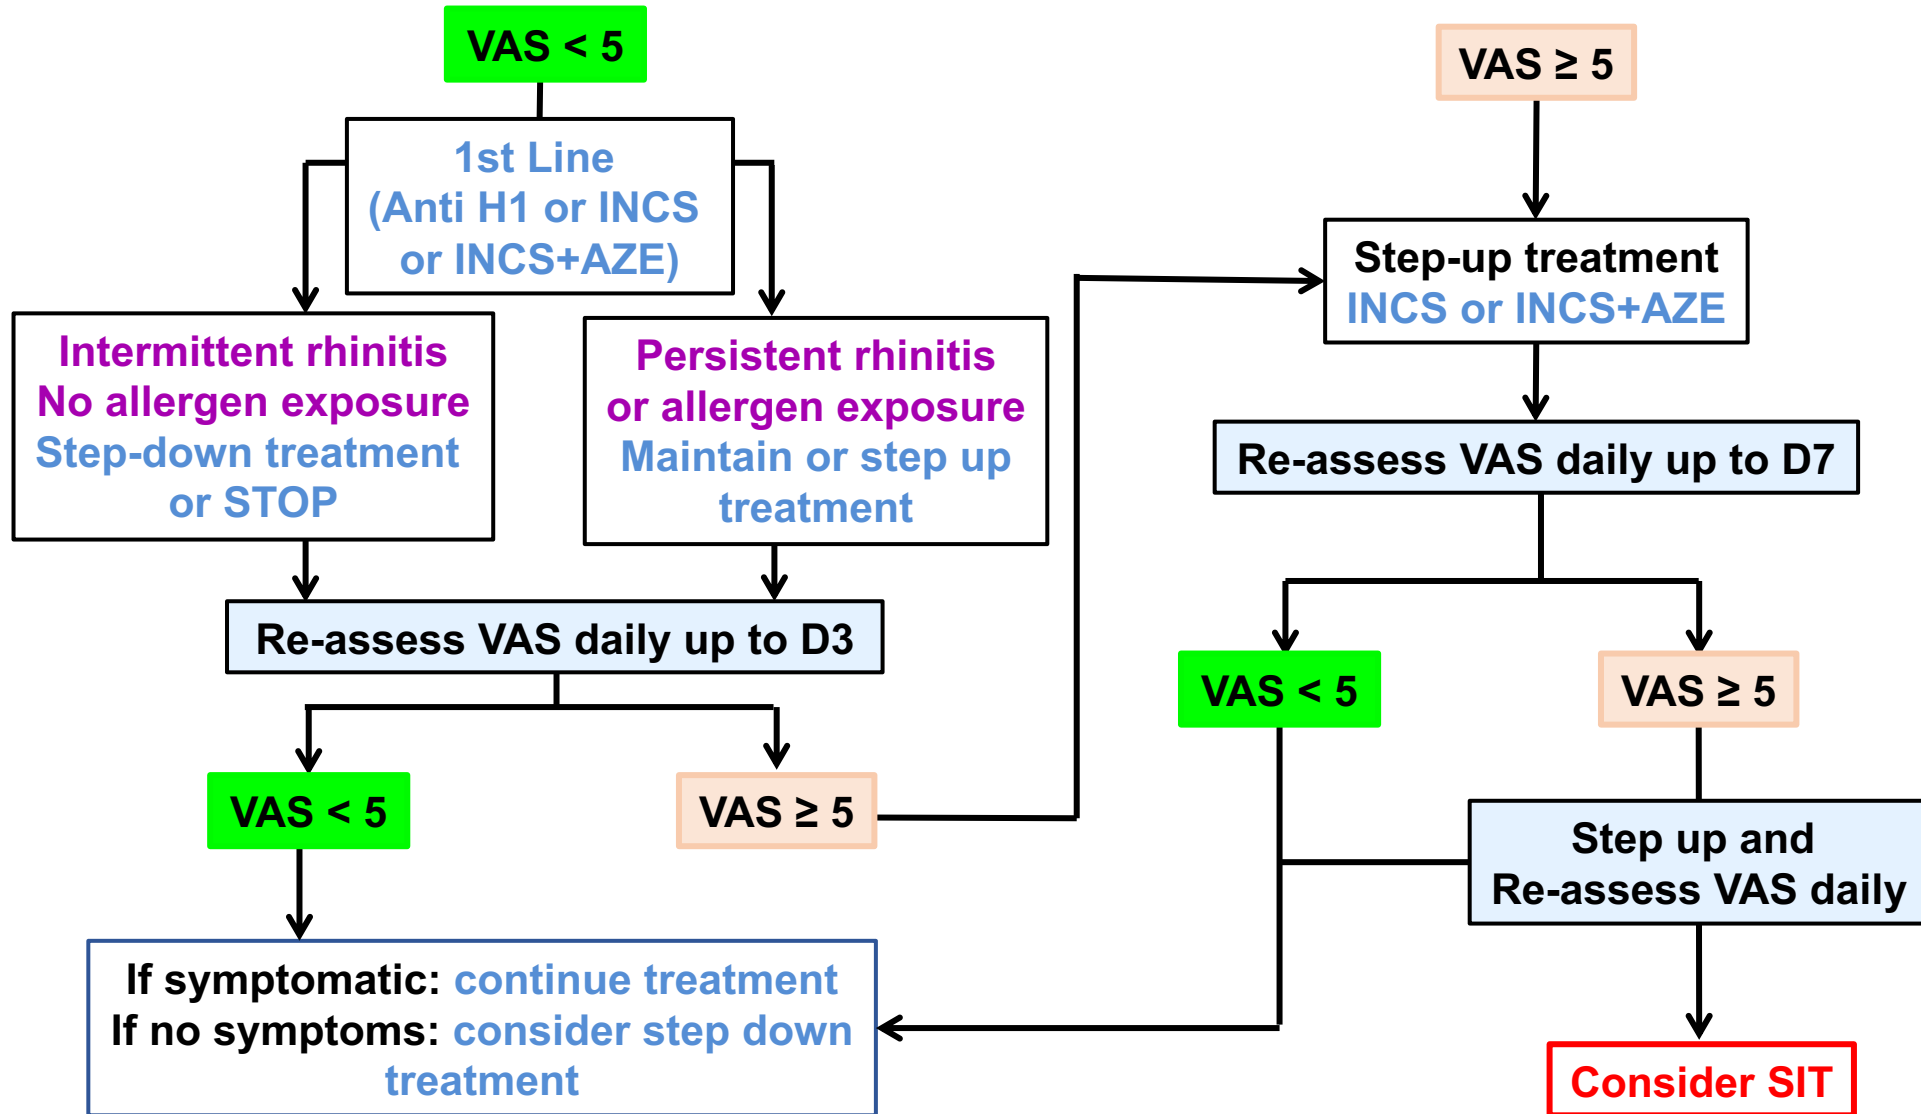 VAS < 5
1st Line
(Anti H1 or INCS
or INCS+AZE)
Intermittent rhinitis
No allergen exposure
Step-down treatment
or STOP
Persistent rhinitis
or allergen exposure
Maintain or step up
treatment
Re-assess VAS daily up to D3
VAS < 5
VAS ≥ 5
If symptomatic: continue treatment
If no symptoms: consider step down
treatment
VAS ≥ 5
Step-up treatment
INCS or INCS+AZE
Re-assess VAS daily up to D7
VAS < 5
VAS ≥ 5
Step up and
Re-assess VAS daily
Consider SIT